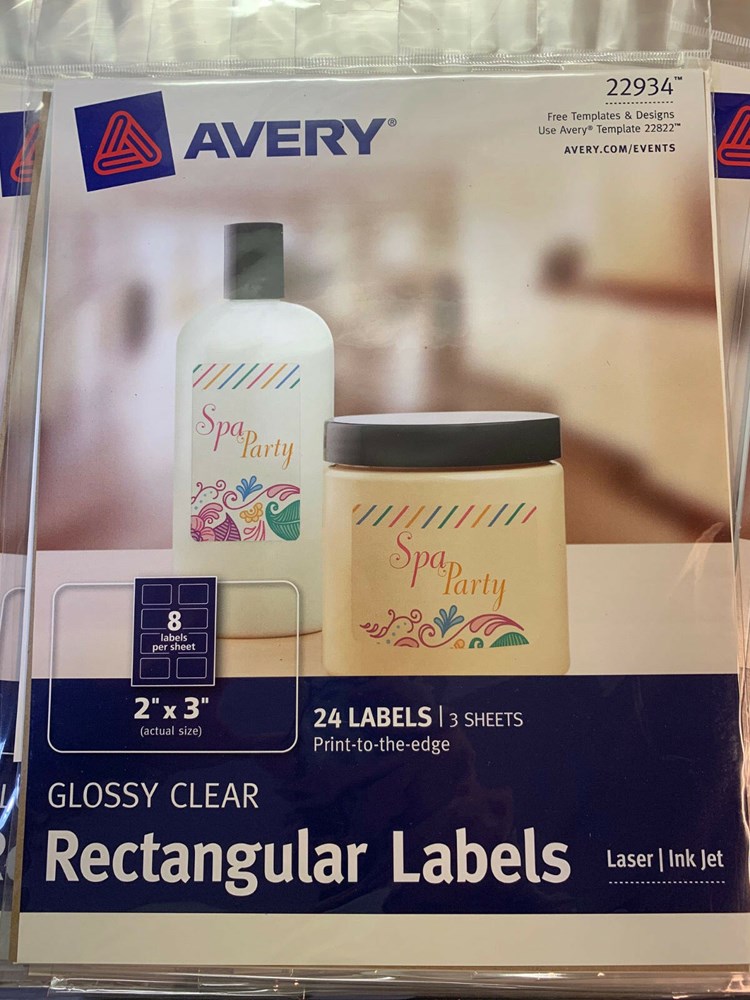 AVERY®
22934™
Free Templates & Designs
Use Avery® Template 22822™
AVERY.COM/EVENTS
Spa
Party
Spa
Party
8
labels
per sheet
2" x 3"
(actual size)
24 LABELS | 3 SHEETS
Print-to-the-edge
GLOSSY CLEAR
Rectangular Labels
Laser | Ink Jet